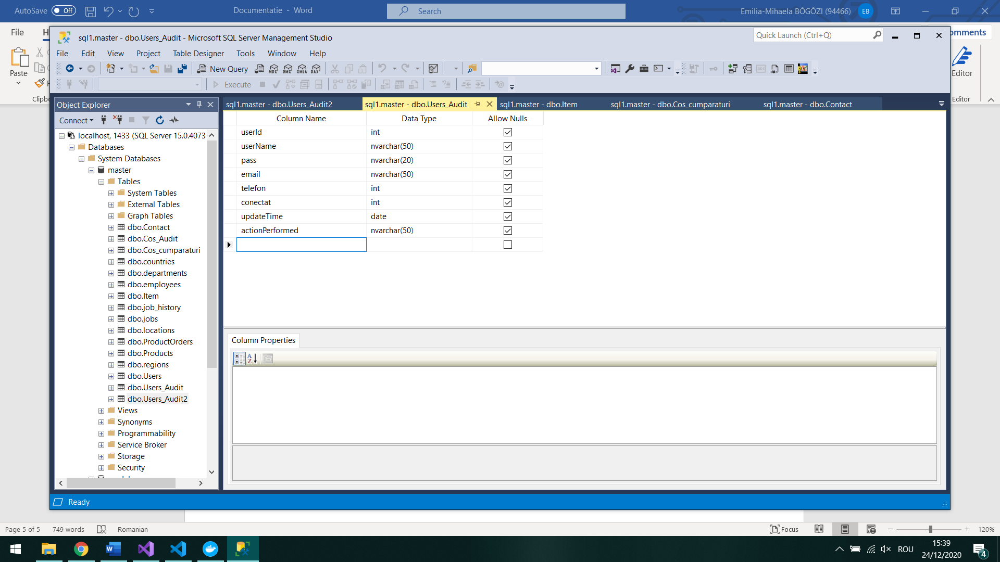 AutoSave Off Documentatie - Word Search Emilia-Mihaela BŐGŐZI (94466) EB
File
sql1.master - dbo.Users_Audit - Microsoft SQL Server Management Studio Quick Launch (Ctrl+Q)
File Edit View Project Table Designer Tools Window Help
New Query MDX DMX XMLA DAX
Execute
Paste
Editor
Editor
Object Explorer
Connect
sql1.master - dbo.Users_Audit2 sql1.master - dbo.Users_Audit sql1.master - dbo.Item sql1.master - dbo.Cos_cumparaturi sql1.master - dbo.Contact
localhost, 1433 (SQL Server 15.0.4073
Databases
System Databases
master
Tables
System Tables
External Tables
Graph Tables
dbo.Contact
dbo.Cos_Audit
dbo.Cos_cumparaturi
dbo.countries
dbo.departments
dbo.employees
dbo.Item
dbo.job_history
dbo.jobs
dbo.locations
dbo.ProductOrders
dbo.Products
dbo.regions
dbo.Users
dbo.Users_Audit
dbo.Users_Audit2
Views
Synonyms
Programmability
Service Broker
Storage
Security
Column Name Data Type Allow Nulls
userId int
userName nvarchar(50)
pass nvarchar(20)
email nvarchar(50)
telefon int
conectat int
updateTime date
actionPerformed nvarchar(50)
Column Properties
Ready
Page 5 of 5 749 words Romanian Focus 120%
ROU 15:39
24/12/2020 4